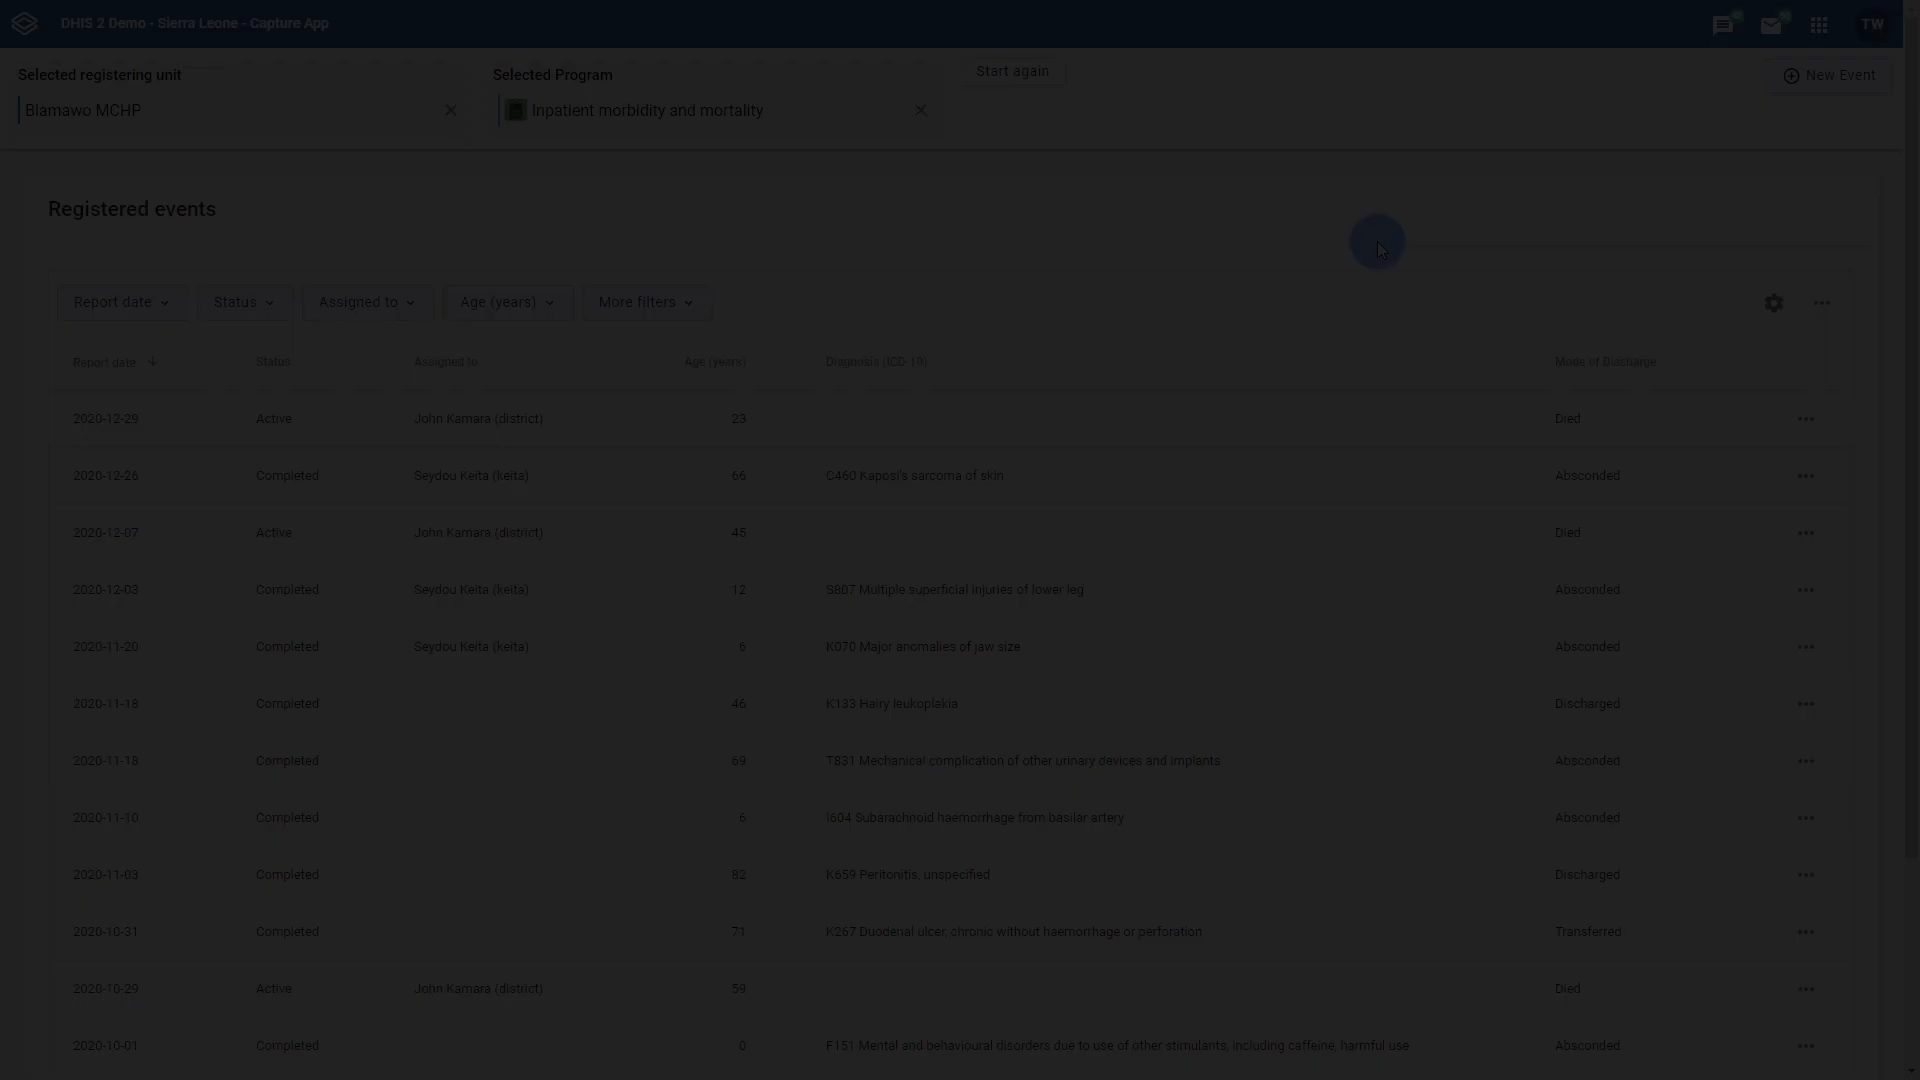 DHIS 2 Demo - Sierra Leone - Capture App
TW
Selected registering unit
Selected Program
Start again
New Event
Blamawo MCHP
Inpatient morbidity and mortality
Registered events
Report date
Status
Assigned to
Age (years)
More filters
Report date Status Assigned to Age (years) Diagnosis (ICD-10) Mode of Discharge
2020-12-29 Active John Kamara (district) 23 Died
2020-12-26 Completed Seydou Keita (keita) 66 C460 Kaposi's sarcoma of skin Absconded
2020-12-07 Active John Kamara (district) 45 Died
2020-12-03 Completed Seydou Keita (keita) 12 S807 Multiple superficial injuries of lower leg Absconded
2020-11-20 Completed Seydou Keita (keita) 6 K070 Major anomalies of jaw size Absconded
2020-11-18 Completed 46 K133 Hairy leukoplakia Discharged
2020-11-18 Completed 69 T831 Mechanical complication of other urinary devices and implants Absconded
2020-11-10 Completed 6 I604 Subarachnoid haemorrhage from basilar artery Absconded
2020-11-03 Completed 82 K659 Peritonitis, unspecified Discharged
2020-10-31 Completed 71 K267 Duodenal ulcer, chronic without haemorrhage or perforation Transferred
2020-10-29 Active John Kamara (district) 59 Died
2020-10-01 Completed 0 F151 Mental and behavioural disorders due to use of other stimulants, including caffeine, harmful use Absconded